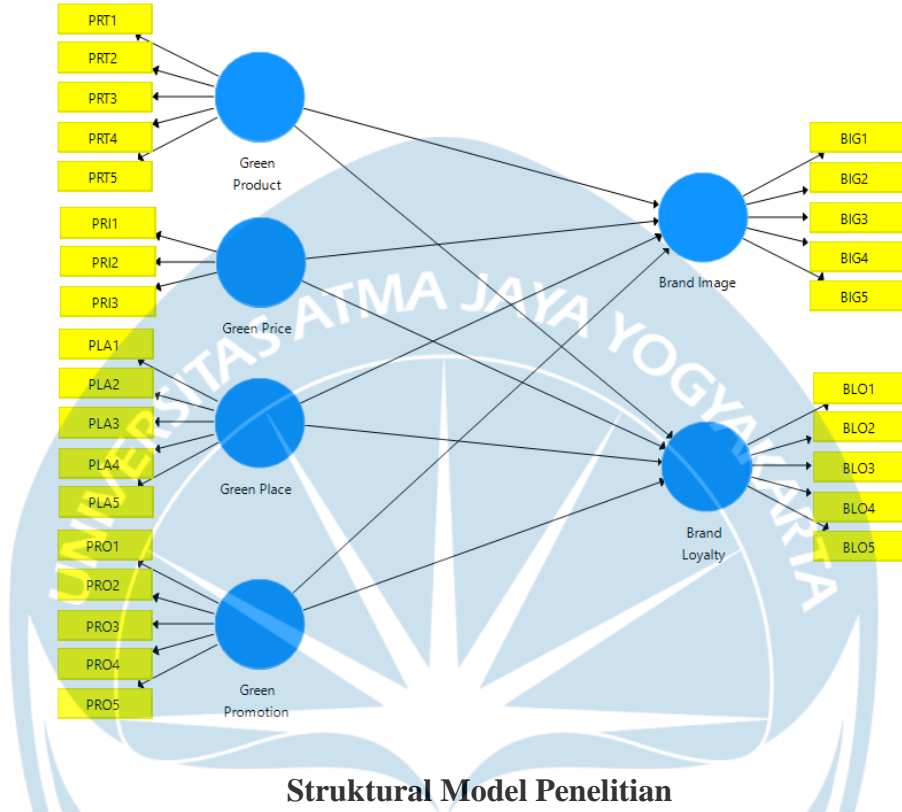 PRT1
PRT2
PRT3
PRT4
PRT5
Green
Product
PRI1
PRI2
PRI3
Green Price
PLA1
PLA2
PLA3
PLA4
PLA5
Green Place
PRO1
PRO2
PRO3
PRO4
PRO5
Green
Promotion
BIG1
BIG2
BIG3
BIG4
BIG5
Brand Image
BLO1
BLO2
BLO3
BLO4
BLO5
Brand
Loyalty
UNIVERSITAS ATMA JAYA YOGYAKARTA
Struktural Model Penelitian